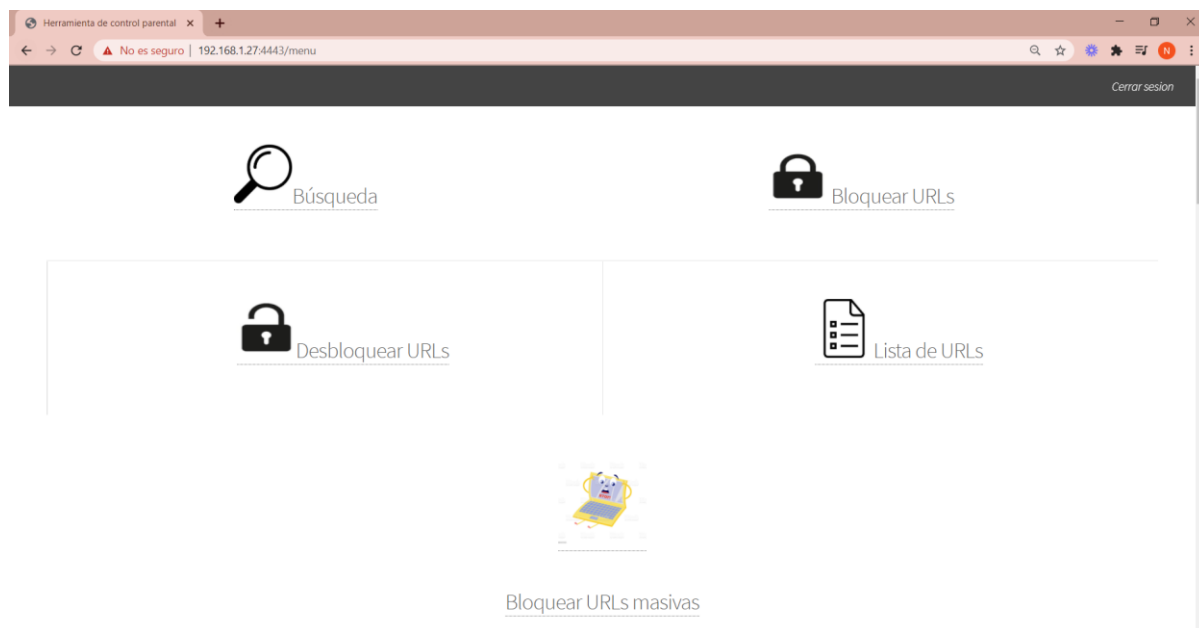 Herramienta de control parental
No es seguro | 192.168.1.27:4443/menu
N
Cerrar sesion
Búsqueda
Bloquear URLs
Desbloquear URLs
Lista de URLs
Bloquear URLs masivas